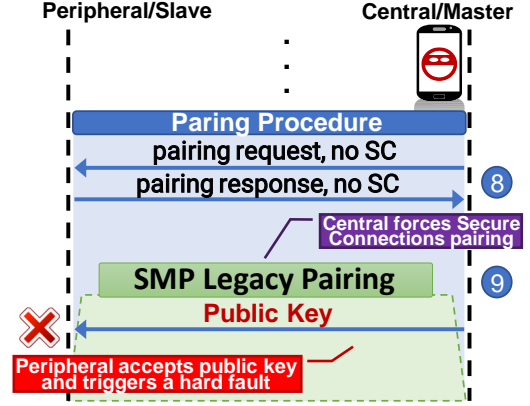 Peripheral/Slave Central/Master
Paring Procedure
pairing request, no SC
pairing response, no SC
8
Central forces Secure
Connections pairing
SMP Legacy Pairing
9
Public Key
Peripheral accepts public key
and triggers a hard fault